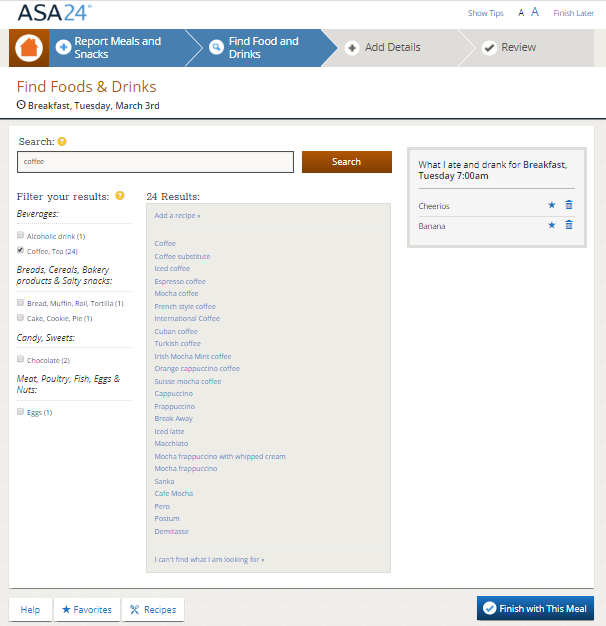 ASA24®
Show Tips A A Finish Later
Report Meals and
Snacks
Find Food and
Drinks
Add Details
Review
Find Foods & Drinks
Breakfast, Tuesday, March 3rd
Search: ?
coffee
Search
Filter your results: ?
Beverages:
Alcoholic drink (1)
Coffee, Tea (24)
Breads, Cereals, Bakery
products & Salty snacks:
Bread, Muffin, Roll, Tortilla (1)
Cake, Cookie, Pie (1)
Candy, Sweets:
Chocolate (2)
Meat, Poultry, Fish, Eggs &
Nuts:
Eggs (1)
24 Results:
Add a recipe »
Coffee
Coffee substitute
Iced coffee
Espresso coffee
Mocha coffee
French style coffee
International Coffee
Cuban coffee
Turkish coffee
Irish Mocha Mint coffee
Orange cappuccino coffee
Suisse mocha coffee
Cappuccino
Frappuccino
Break Away
Iced latte
Macchiato
Mocha frappuccino with whipped cream
Mocha frappuccino
Sanka
Cafe Mocha
Pero
Postum
Demitasse
I can't find what I am looking for »
What I ate and drank for Breakfast,
Tuesday 7:00am
Cheerios
Banana
Help
Favorites
Recipes
Finish with This Meal